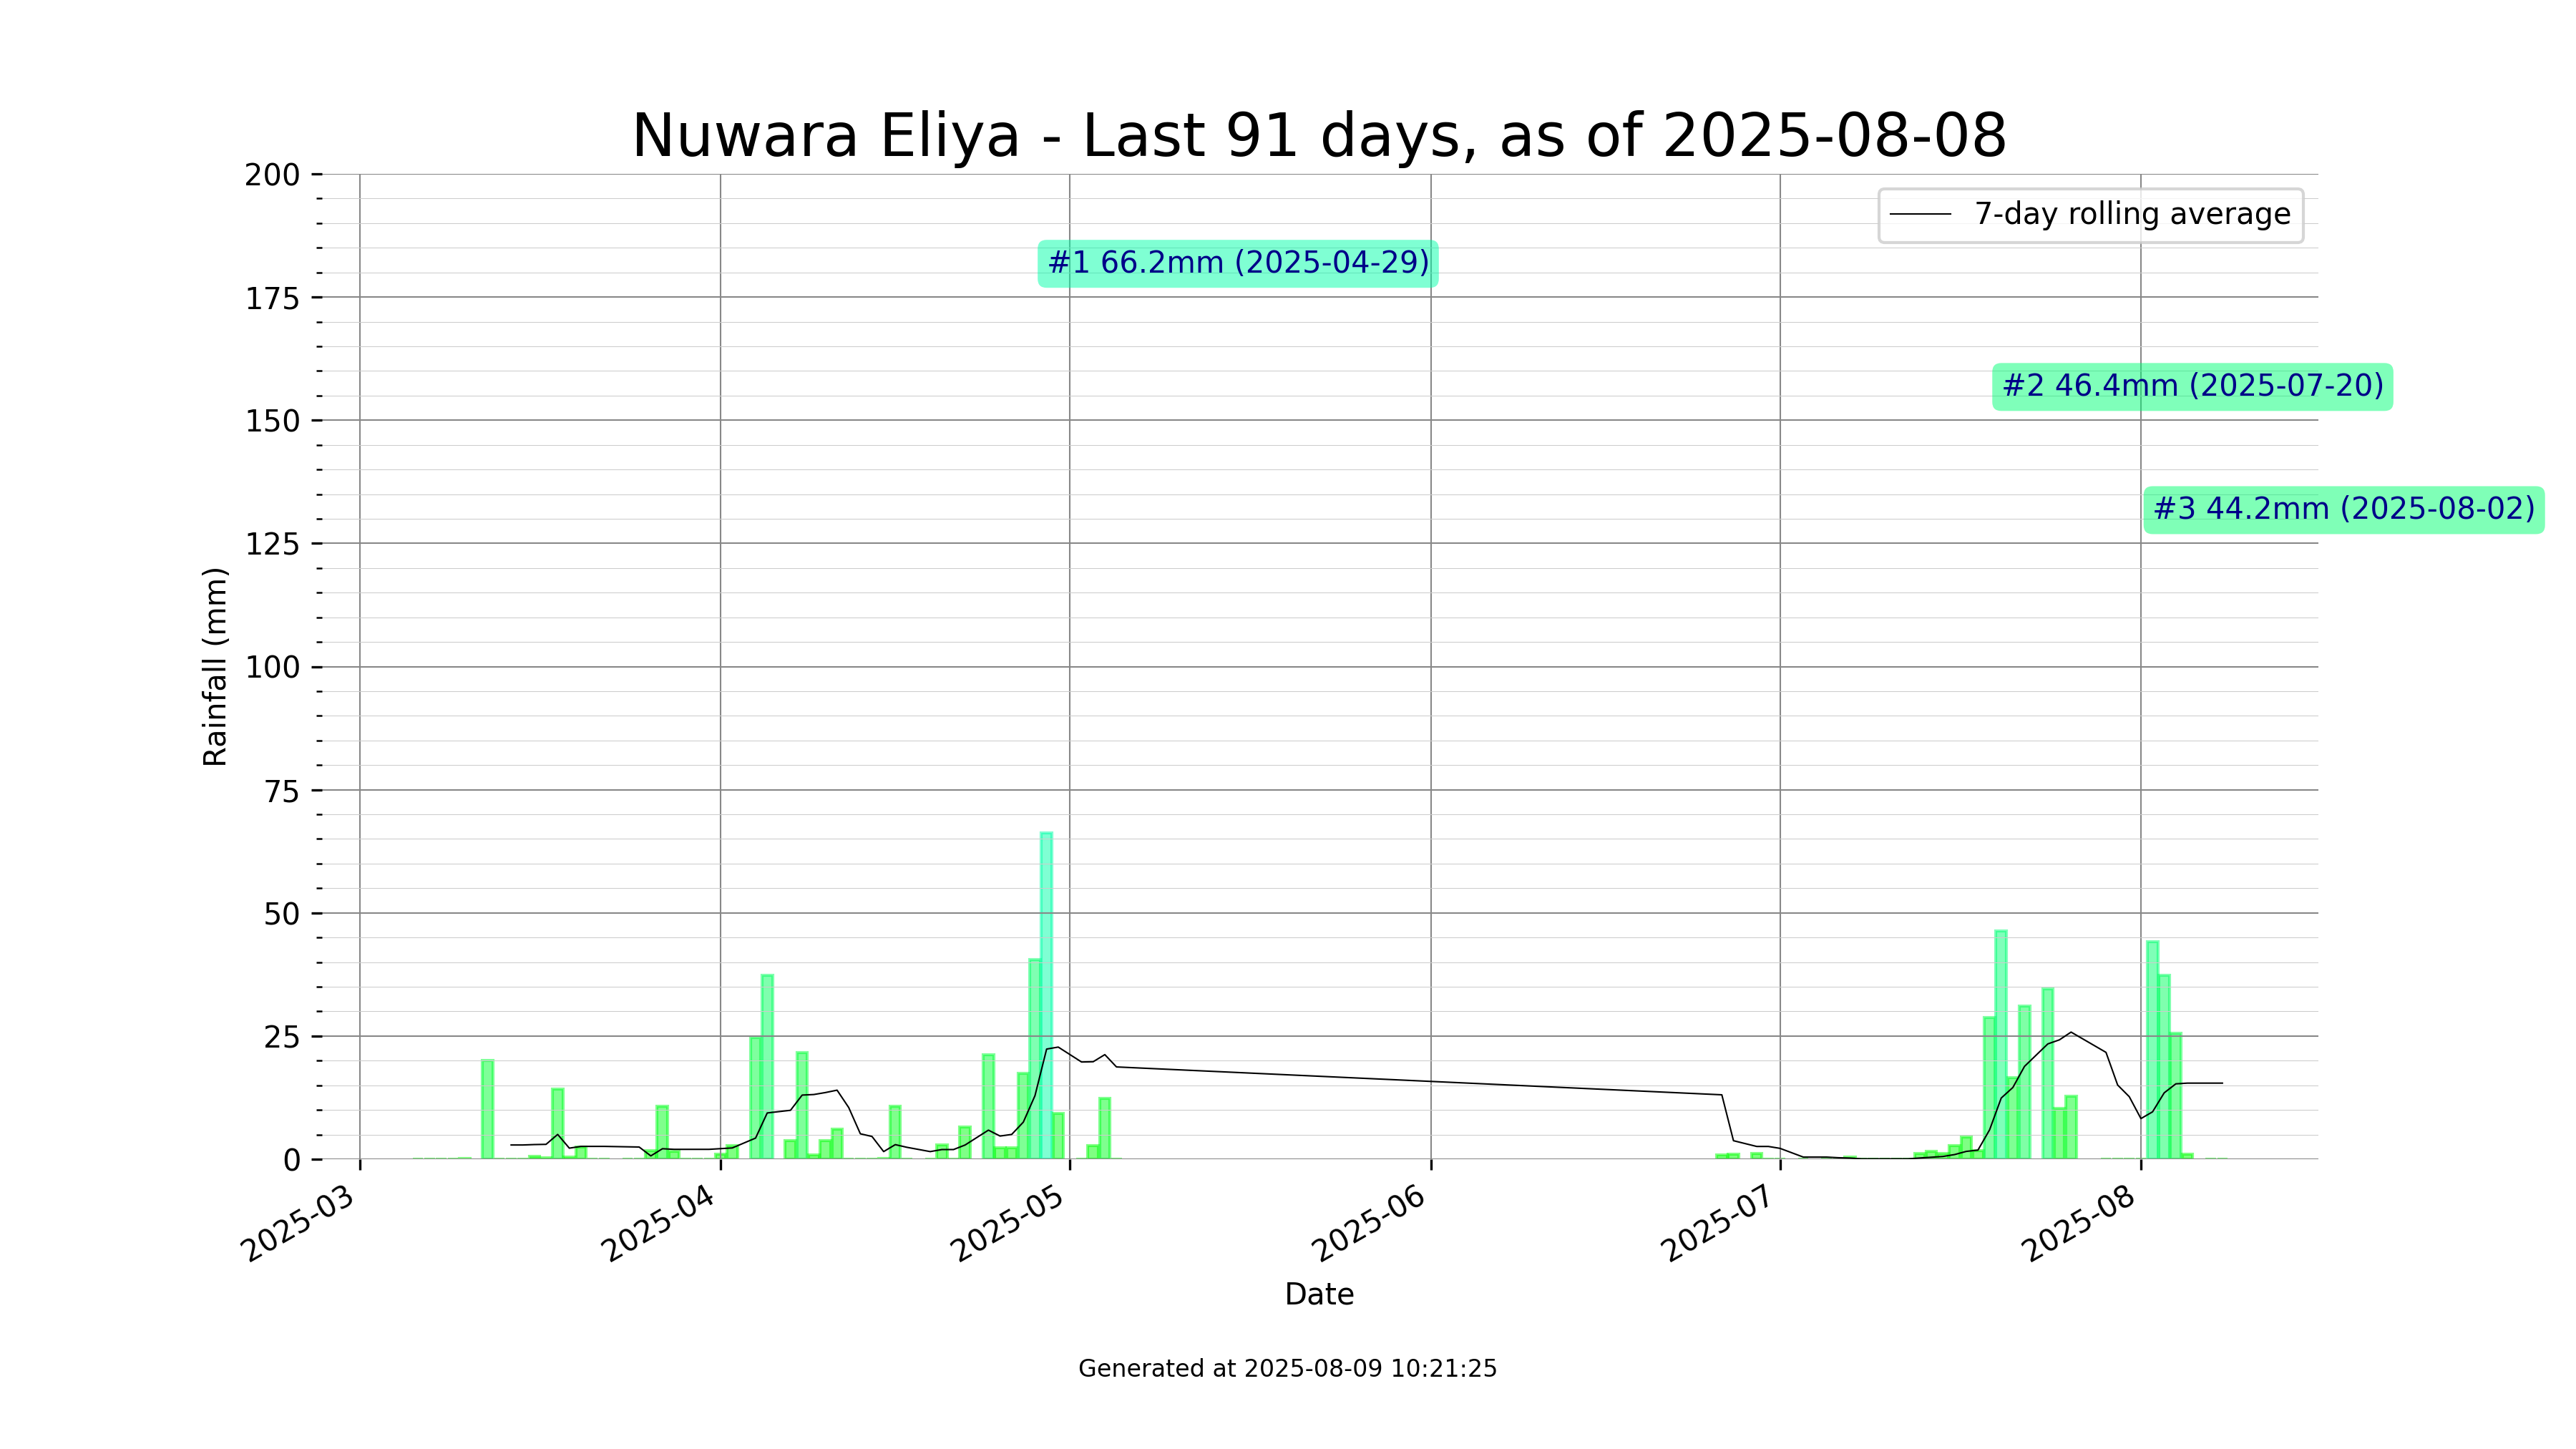 Nuwara Eliya - Last 91 days, as of 2025-08-08
7-day rolling average
#1 66.2mm (2025-04-29)
#2 46.4mm (2025-07-20)
#3 44.2mm (2025-08-02)
Rainfall (mm)
200
175
150
125
100
75
50
25
0
2025-03
2025-04
2025-05
2025-06
2025-07
2025-08
Date
Generated at 2025-08-09 10:21:25